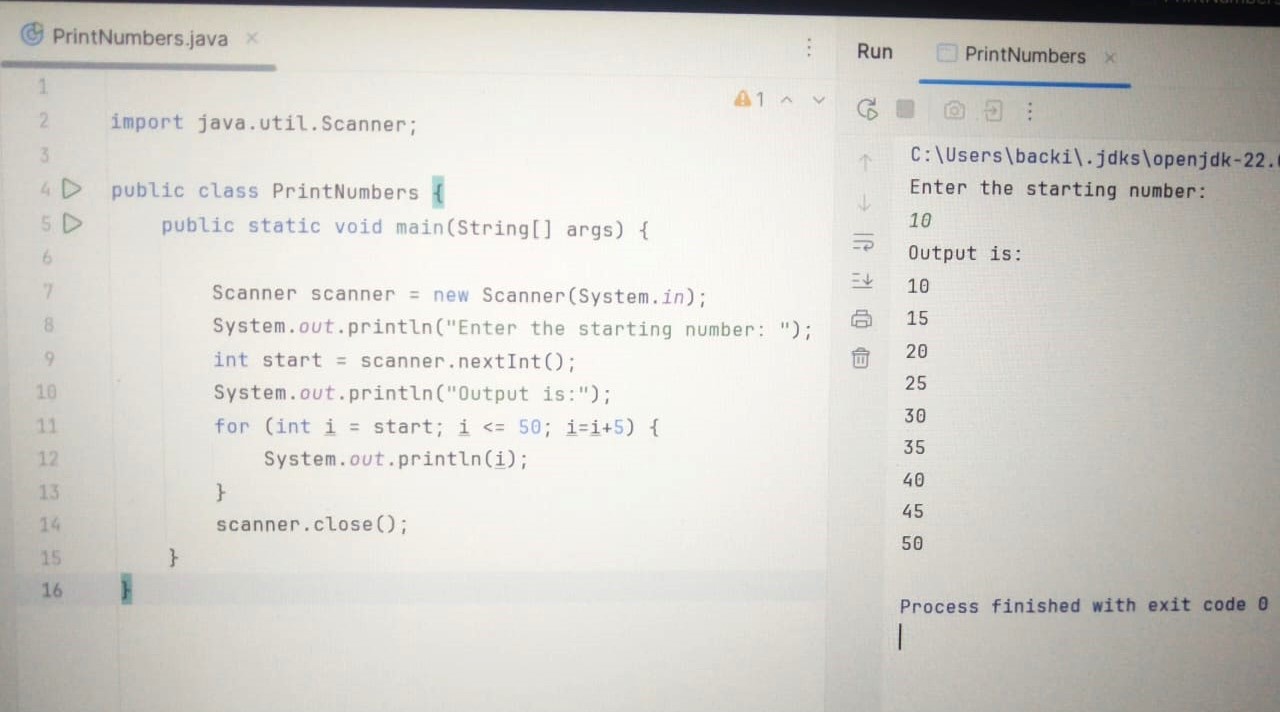 PrintNumbers.java
1
1
2 import java.util.Scanner;
3
4 public class PrintNumbers {
5 public static void main(String[] args) {
6
7 Scanner scanner = new Scanner(System.in);
8 System.out.println("Enter the starting number: ");
9 int start = scanner.nextInt();
10 System.out.println("Output is:");
11 for (int i = start; i <= 50; i=i+5) {
12 System.out.println(i);
13 }
14 scanner.close();
15 }
16 }
Run PrintNumbers
C:\Users\backi\.jdks\openjdk-22.
Enter the starting number:
10
Output is:
10
15
20
25
30
35
40
45
50
Process finished with exit code 0